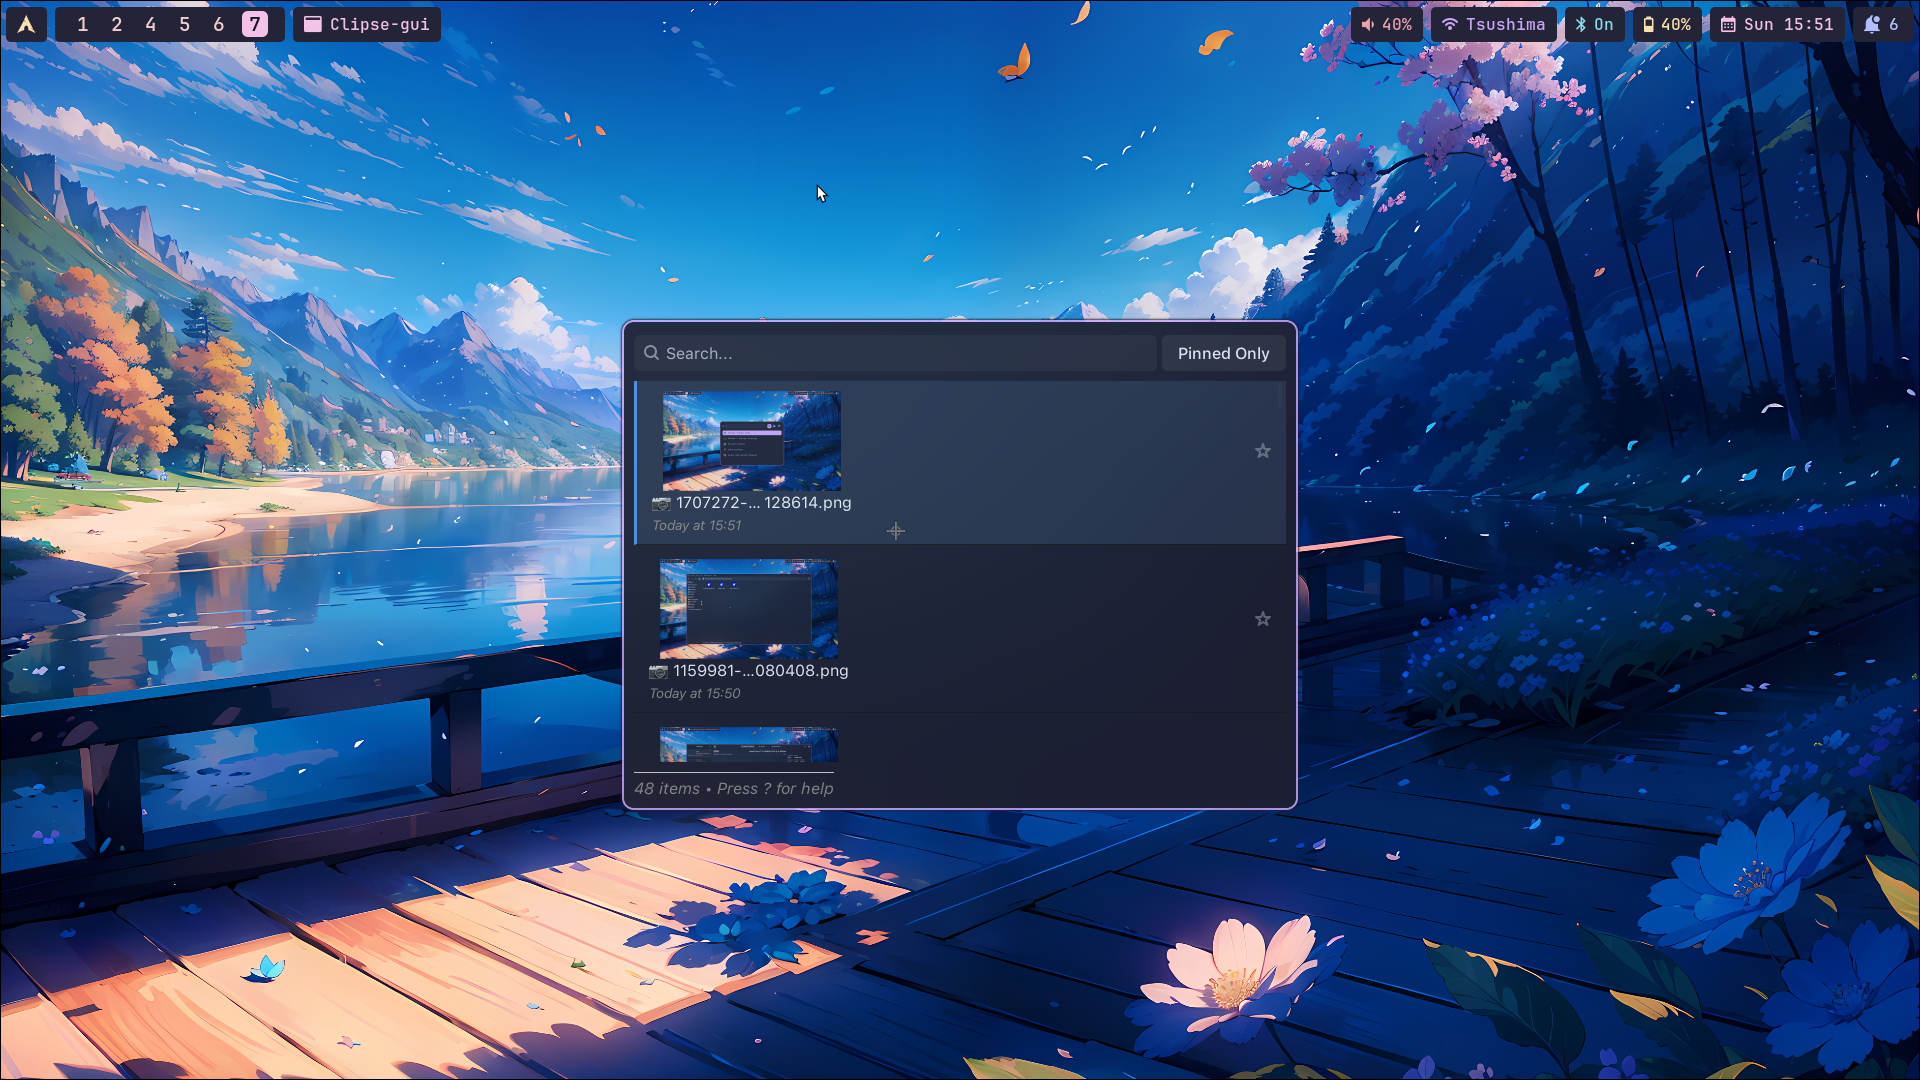 1 2 4 5 6 7 Clipse-gui 40% Tsushima On 40% Sun 15:51 6
Search... Pinned Only
1707272-... 128614.png
Today at 15:51
1159981-...080408.png
Today at 15:50
48 items • Press ? for help